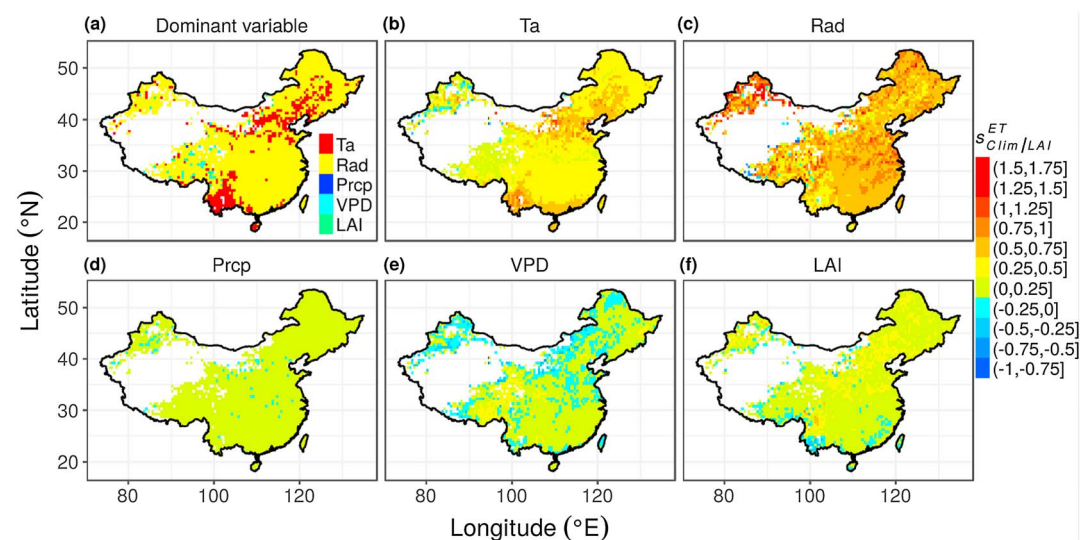 (a) Dominant variable
(b) Ta
(c) Rad
50
40
30
20
Ta
Rad
Prcp
VPD
LAI
(d) Prcp
(e) VPD
(f) LAI
50
40
30
20
80 100 120
80 100 120
80 100 120
Latitude (°N)
Longitude (°E)
S ET Clim/LAI
(1.5,1.75]
(1.25,1.5]
(1,1.25]
(0.75,1]
(0.5,0.75]
(0.25,0.5]
(0,0.25]
(-0.25,0]
(-0.5,-0.25]
(-0.75,-0.5]
(-1,-0.75]